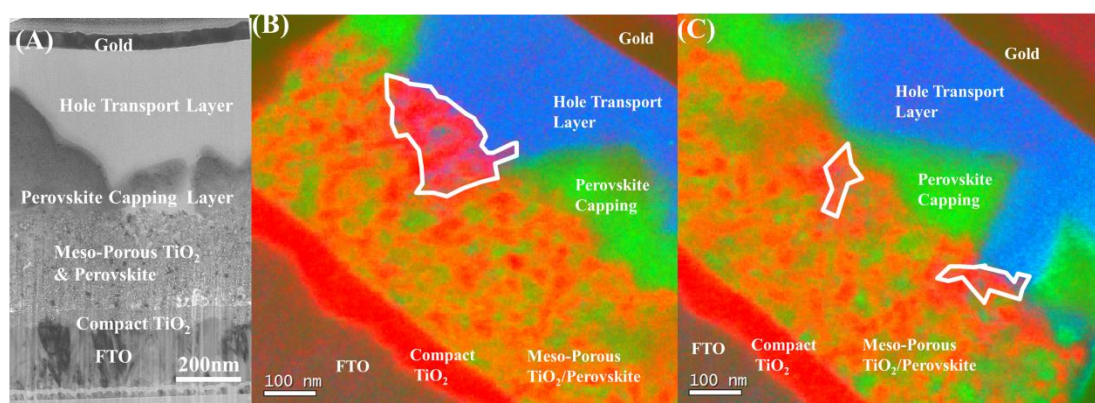 (A)
Gold
Hole Transport Layer
Perovskite Capping Layer
Meso-Porous TiO₂
& Perovskite
Compact TiO₂
FTO
200nm
(B)
Gold
Hole Transport
Layer
Perovskite
Capping
FTO
Compact
TiO₂
Meso-Porous
TiO₂/Perovskite
100 nm
(C)
Gold
Hole Transport
Layer
Perovskite
Capping
FTO
Compact
TiO₂
Meso-Porous
TiO₂/Perovskite
100 nm